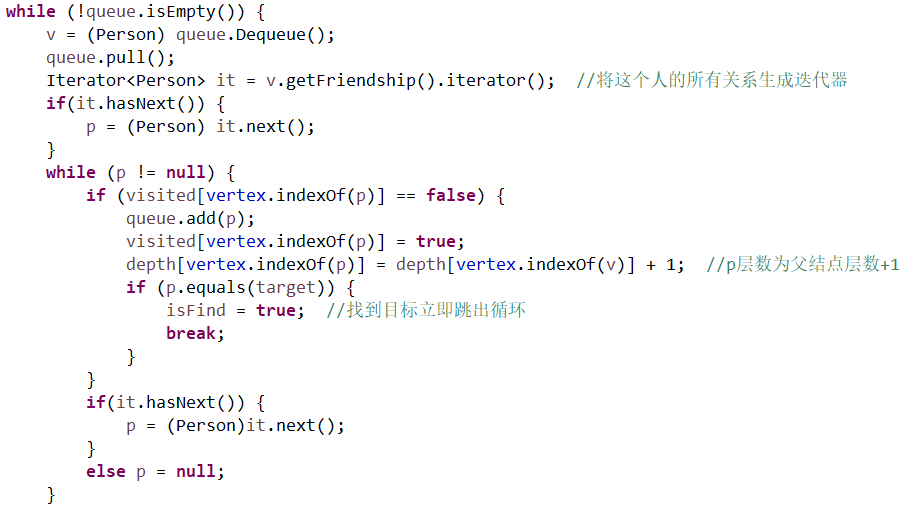 while (!queue.isEmpty()) {
    v = (Person) queue.Dequeue();
    queue.pull();
    Iterator<Person> it = v.getFriendship().iterator();  //将这个人的所有关系生成迭代器
    if(it.hasNext()) {
        p = (Person) it.next();
    }
    while (p != null) {
        if (visited[vertex.indexOf(p)] == false) {
            queue.add(p);
            visited[vertex.indexOf(p)] = true;
            depth[vertex.indexOf(p)] = depth[vertex.indexOf(v)] + 1;  //p层数为父结点层数+1
            if (p.equals(target)) {
                isFind = true;  //找到目标立即跳出循环
                break;
            }
        }
        if(it.hasNext()) {
            p = (Person)it.next();
        }
        else p = null;
    }